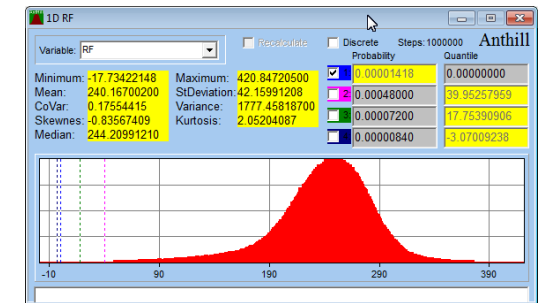 1D RF
Variable: RF Recalculate Discrete Steps: 1000000 Anthill
Probability Quantile
Minimum: -17.73422148 Maximum: 420.84720500 1 0.00001418 0.00000000
Mean: 240.16700200 StDeviation: 42.15991208 2 0.00048000 39.95257959
CoVar: 0.17554415 Variance: 1777.45818700 3 0.00007200 17.75390906
Skewnes: -0.83567409 Kurtosis: 2.05204087 4 0.00000840 -3.07009238
Median: 244.20991210
-10 90 190 290 390